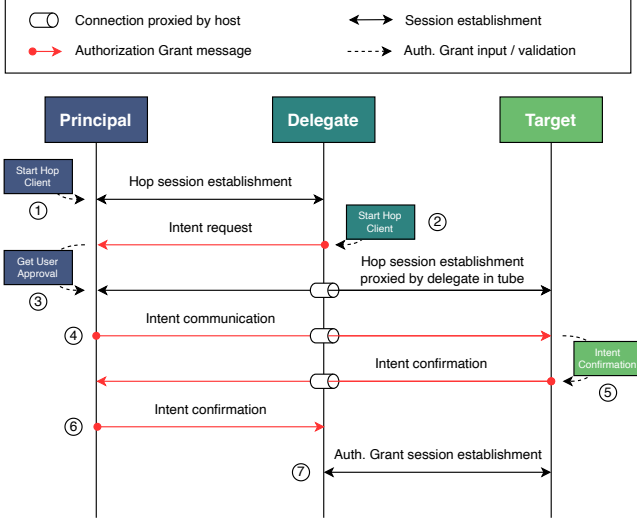 Connection proxied by host
Session establishment
Authorization Grant message
Auth. Grant input / validation
Principal
Delegate
Target
Start Hop
Client
Hop session establishment
1
2
Start Hop
Client
Intent request
Get User
Approval
Hop session establishment
proxied by delegate in tube
3
Intent communication
4
Intent
Confirmation
Intent confirmation
5
Intent confirmation
6
Auth. Grant session establishment
7